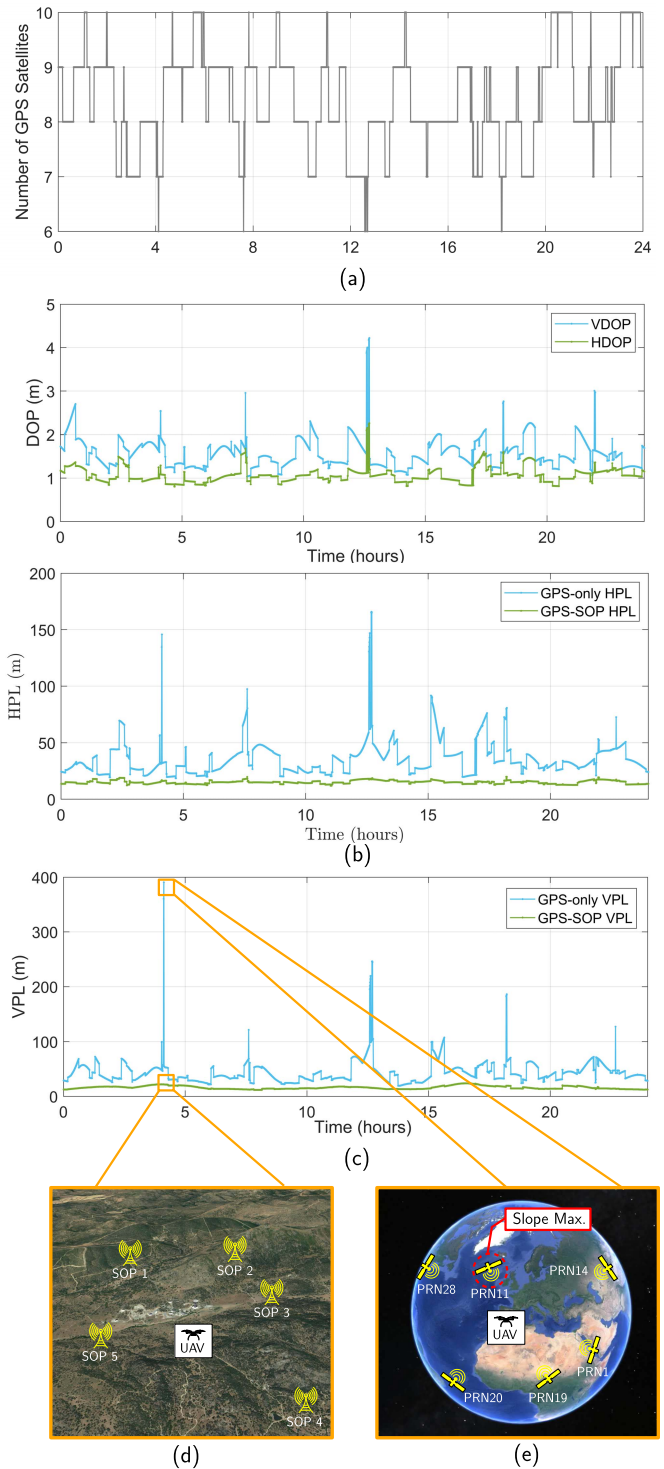 10
9
8
7
6
Number of GPS Satellites
0 4 8 12 16 20 24
(a)
5
4
3
2
1
0
DOP (m)
VDOP
HDOP
0 5 10 15 20
Time (hours)
200
150
100
50
0
HPL (m)
GPS-only HPL
GPS-SOP HPL
0 5 10 15 20
Time (hours)
(b)
400
300
200
100
0
VPL (m)
GPS-only VPL
GPS-SOP VPL
0 5 10 15 20
Time (hours)
(c)
SOP 1
SOP 2
SOP 3
SOP 5
UAV
SOP 4
(d)
Slope Max.
PRN28
PRN11
PRN14
UAV
PRN1
PRN20
PRN19
(e)